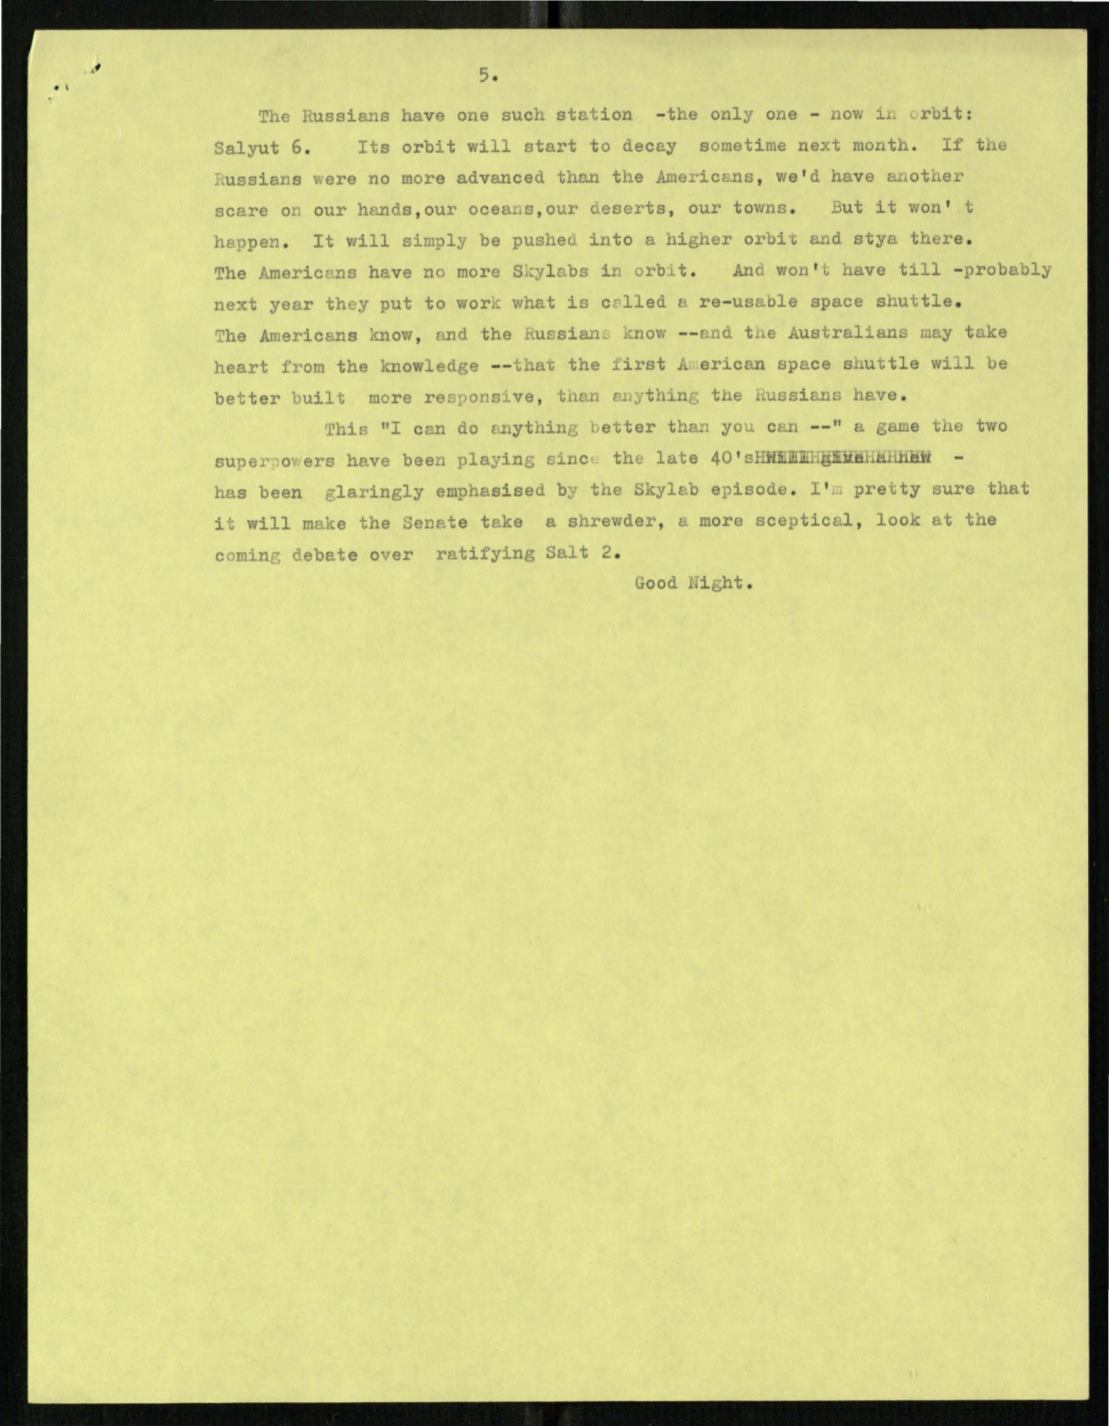 5.
The Russians have one such station -the only one - now in orbit:
Salyut 6. Its orbit will start to decay sometime next month. If the
Russians were no more advanced than the Americans, we'd have another
scare on our hands,our oceans,our deserts, our towns. But it won' t
happen. It will simply be pushed into a higher orbit and stya there.
The Americans have no more Skylabs in orbit. And won't have till -probably
next year they put to work what is called a re-usable space shuttle.
The Americans know, and the Russians know --and the Australians may take
heart from the knowledge --that the first American space shuttle will be
better built more responsive, than anything the Russians have.
This "I can do anything better than you can --" a game the two
superpowers have been playing since the late 40's -
has been glaringly emphasised by the Skylab episode. I'm pretty sure that
it will make the Senate take a shrewder, a more sceptical, look at the
coming debate over ratifying Salt 2.
Good Night.